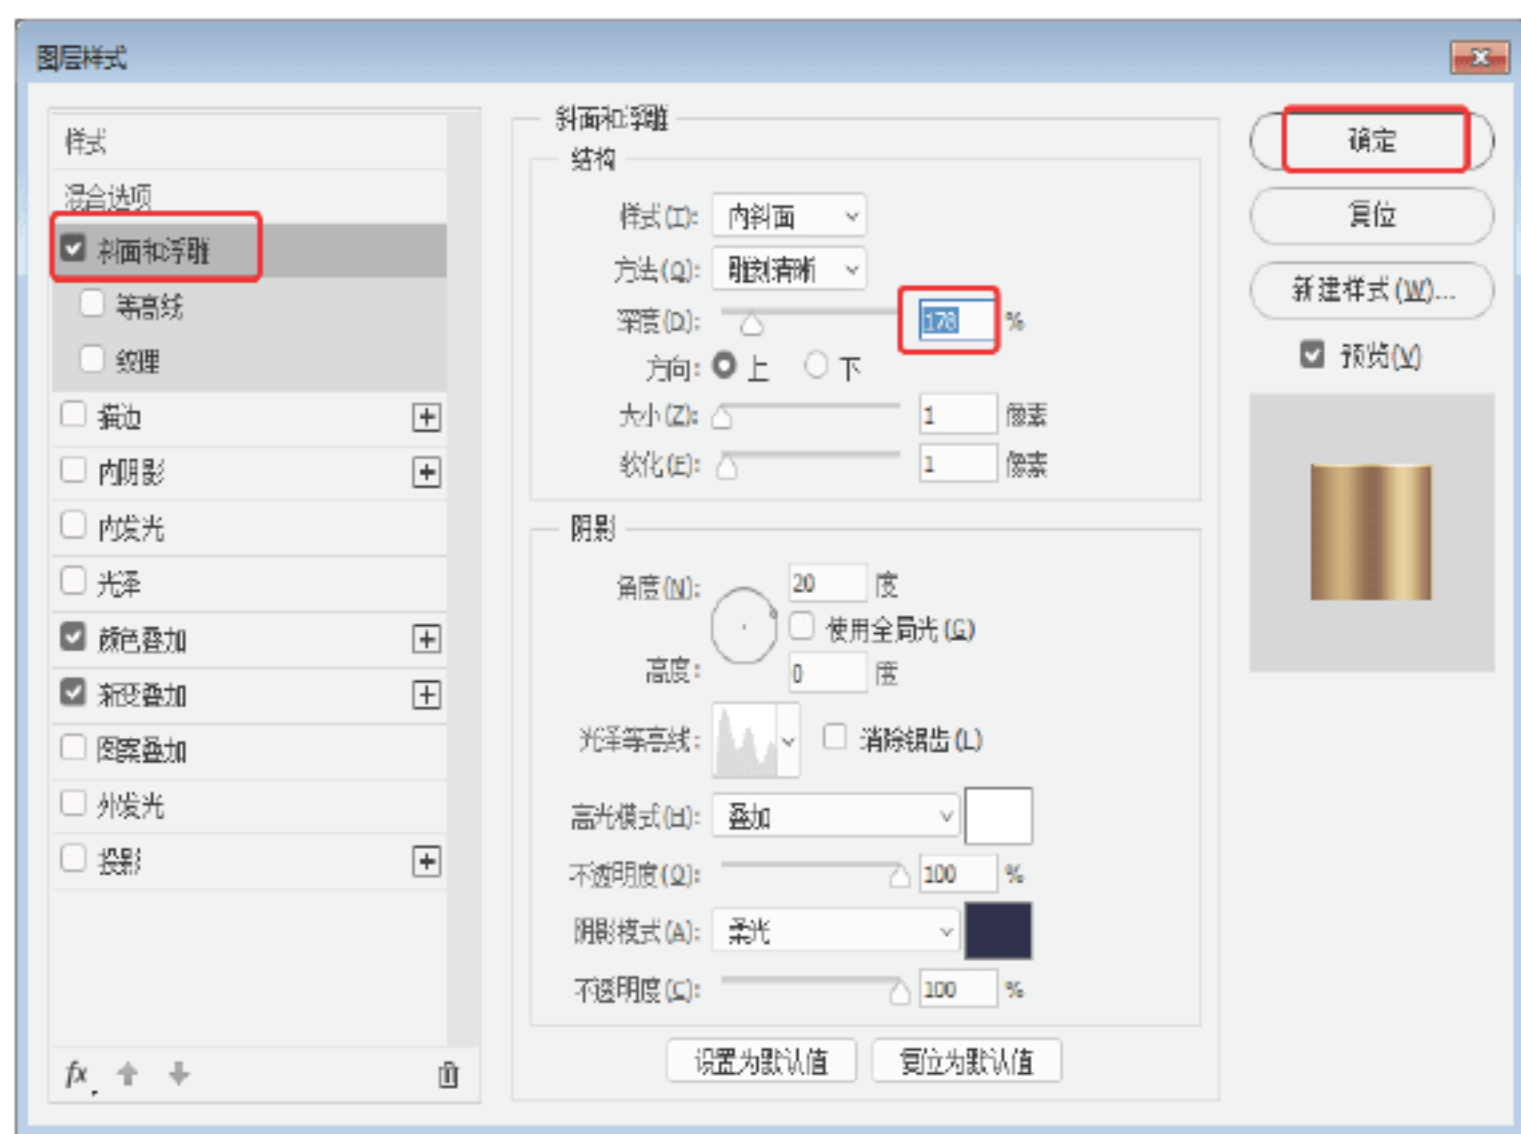 图层样式
样式
混合选项
斜面和浮雕
等高线
纹理
描边
内阴影
内发光
光泽
颜色叠加
渐变叠加
图案叠加
外发光
投影
fx
斜面和浮雕
结构
样式(T): 内斜面
方法(Q): 雕刻清晰
深度(D): 178 %
方向: 上 下
大小(Z): 1 像素
软化(F): 1 像素
阴影
角度(N): 20 度
使用全局光(G)
高度: 0 度
光泽等高线: 消除锯齿(L)
高光模式(H): 叠加
不透明度(O): 100 %
阴影模式(A): 柔光
不透明度(C): 100 %
设置为默认值 复位为默认值
确定
复位
新建样式(W)...
预览(V)